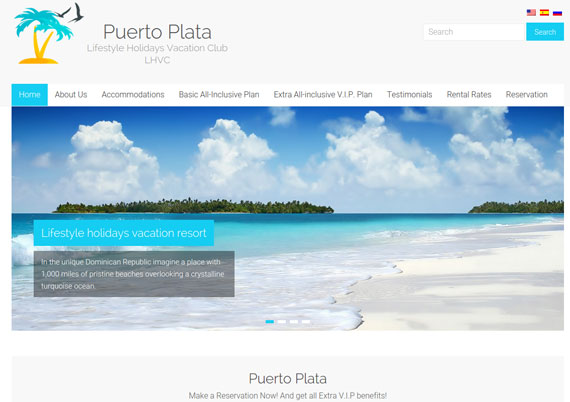 Puerto Plata
Lifestyle Holidays Vacation Club
LHVC
Search
Search
Home
About Us
Accommodations
Basic All-Inclusive Plan
Extra All-inclusive V.I.P. Plan
Testimonials
Rental Rates
Reservation
Lifestyle holidays vacation resort
In the unique Dominican Republic imagine a place with
1,000 miles of pristine beaches overlooking a crystalline
turquoise ocean.
Puerto Plata
Make a Reservation Now! And get all Extra V.I.P benefits!